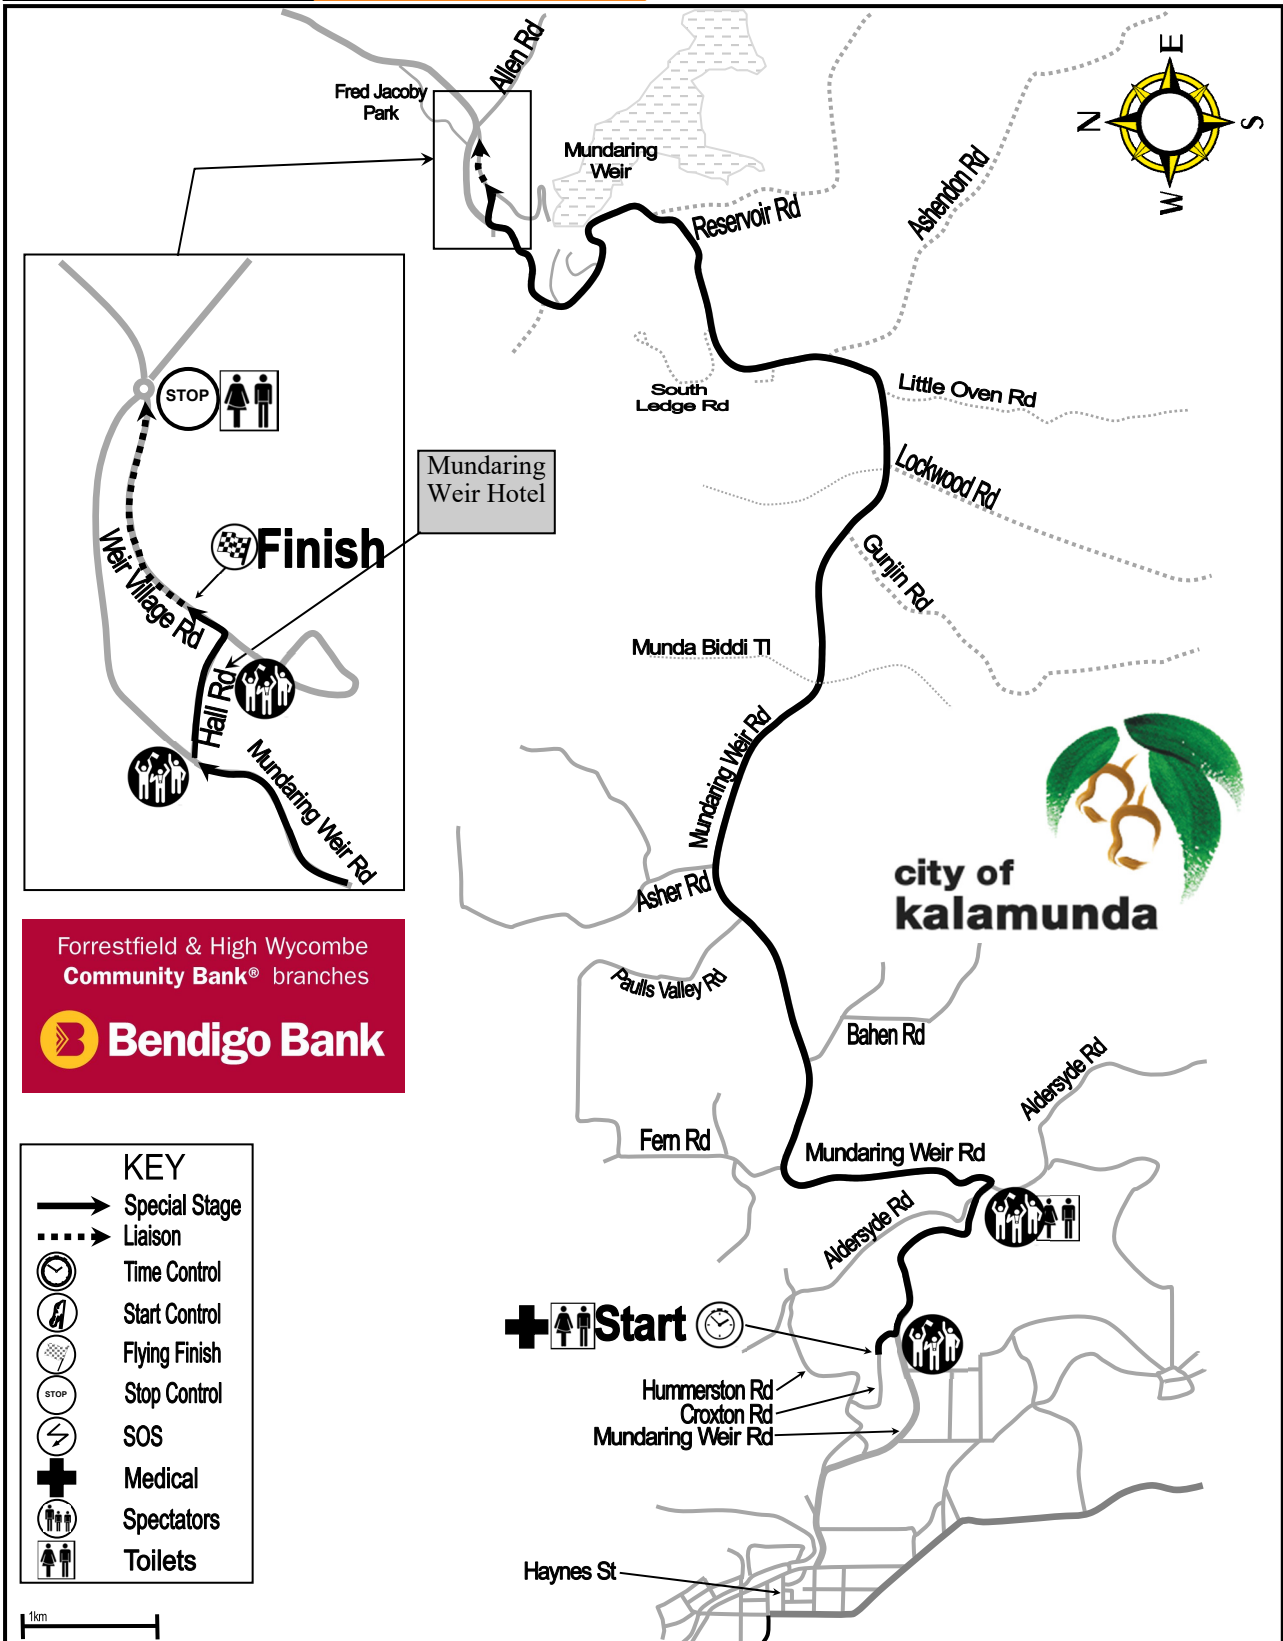 Allen Rd
Fred Jacoby
Park
Mundaring
Weir
E
N
S
W
Reservoir Rd
Ashendon Rd
South
Ledge Rd
Little Oven Rd
STOP
Mundaring
Weir Hotel
Lockwood Rd
Finish
Gunjin Rd
Weir Village Rd
Munda Biddi Tl
Hall Rd
Mundaring Weir Rd
Mundaring Weir Rd
city of
kalamunda
Asher Rd
Forrestfield & High Wycombe
Community Bank® branches
Bendigo Bank
Paulls Valley Rd
Bahen Rd
Aldersyde Rd
Fern Rd
Mundaring Weir Rd
Aldersyde Rd
KEY
Special Stage
Liaison
Time Control
Start Control
Flying Finish
STOP
Stop Control
SOS
Medical
Spectators
Toilets
Start
Hummerston Rd
Croxton Rd
Mundaring Weir Rd
Haynes St
1km